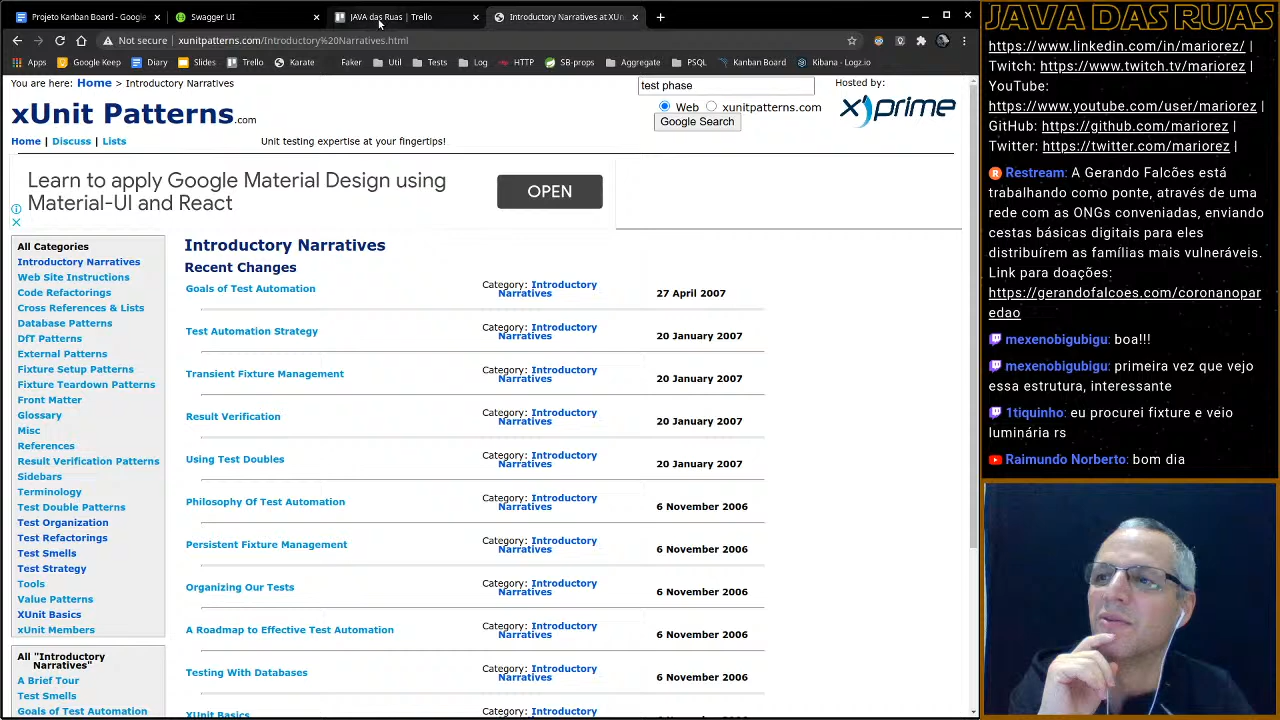 Projeto Kanban Board - Google
Swagger UI
JAVA das Ruas | Trello
Introductory Narratives at XUn
Not secure | xunitpatterns.com/Introductory%20Narratives.html
Apps
Google Keep
Diary
Slides
Trello
Karate
Faker
Util
Tests
Log
HTTP
SB-props
Aggregate
PSQL
Kanban Board
Kibana - Logz.io
You are here: Home > Introductory Narratives
xUnit Patterns.com
Home | Discuss | Lists
Unit testing expertise at your fingertips!
test phase
Web
xunitpatterns.com
Google Search
Hosted by:
x)prime
Learn to apply Google Material Design using
Material-UI and React
OPEN
All Categories
Introductory Narratives
Web Site Instructions
Code Refactorings
Cross References & Lists
Database Patterns
DfT Patterns
External Patterns
Fixture Setup Patterns
Fixture Teardown Patterns
Front Matter
Glossary
Misc
References
Result Verification Patterns
Sidebars
Terminology
Test Double Patterns
Test Organization
Test Refactorings
Test Smells
Test Strategy
Tools
Value Patterns
XUnit Basics
xUnit Members
All "Introductory
Narratives"
A Brief Tour
Test Smells
Goals of Test Automation
Introductory Narratives
Recent Changes
Goals of Test Automation
Category: Introductory
Narratives
27 April 2007
Test Automation Strategy
Category: Introductory
Narratives
20 January 2007
Transient Fixture Management
Category: Introductory
Narratives
20 January 2007
Result Verification
Category: Introductory
Narratives
20 January 2007
Using Test Doubles
Category: Introductory
Narratives
20 January 2007
Philosophy Of Test Automation
Category: Introductory
Narratives
6 November 2006
Persistent Fixture Management
Category: Introductory
Narratives
6 November 2006
Organizing Our Tests
Category: Introductory
Narratives
6 November 2006
A Roadmap to Effective Test Automation
Category: Introductory
Narratives
6 November 2006
Testing With Databases
Category: Introductory
Narratives
6 November 2006
XUnit Basics
Category: Introductory
JAVA DAS RUAS
https://www.linkedin.com/in/mariorez/ |
Twitch: https://www.twitch.tv/mariorez |
YouTube:
https://www.youtube.com/user/mariorez |
GitHub: https://github.com/mariorez |
Twitter: https://twitter.com/mariorez |
Restream: A Gerando Falcões está
trabalhando como ponte, através de uma
rede com as ONGs conveniadas, enviando
cestas básicas digitais para eles
distribuírem as famílias mais vulneráveis.
Link para doações:
https://gerandofalcoes.com/coronanopar
edao
mexenobigubigu: boa!!!
mexenobigubigu: primeira vez que vejo
essa estrutura, interessante
1tiquinho: eu procurei fixture e veio
luminária rs
Raimundo Norberto: bom dia